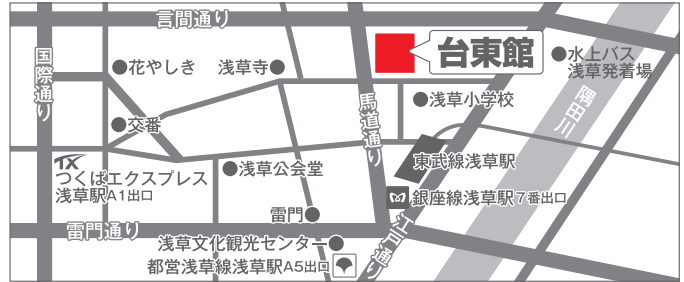 言問通り
国際通り
花やしき
浅草寺
台東館
水上バス
浅草発着場
馬道通り
浅草小学校
隅田川
交番
TX
つくばエクスプレス
浅草駅A1出口
浅草公会堂
東武線浅草駅
銀座線浅草駅7番出口
雷門
雷門通り
江戸通り
浅草文化観光センター
都営浅草線浅草駅A5出口